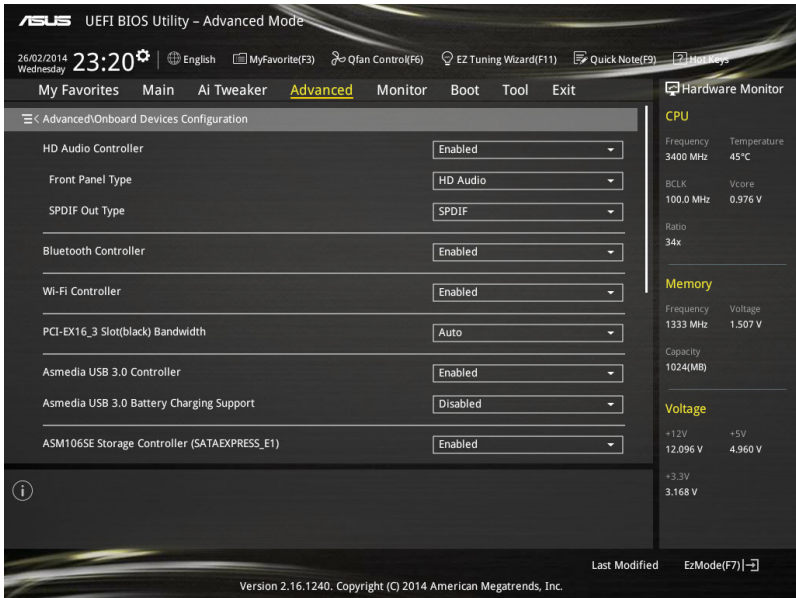 ASUS UEFI BIOS Utility – Advanced Mode
26/02/2014
Wednesday
23:20
English
MyFavorite(F3)
Qfan Control(F6)
EZ Tuning Wizard(F11)
Quick Note(F9)
Hot Keys
My Favorites Main Ai Tweaker Advanced Monitor Boot Tool Exit
Advanced\Onboard Devices Configuration
HD Audio Controller Enabled
Front Panel Type HD Audio
SPDIF Out Type SPDIF
Bluetooth Controller Enabled
Wi-Fi Controller Enabled
PCI-EX16_3 Slot(black) Bandwidth Auto
Asmedia USB 3.0 Controller Enabled
Asmedia USB 3.0 Battery Charging Support Disabled
ASM106SE Storage Controller (SATAEXPRESS_E1) Enabled
Hardware Monitor
CPU
Frequency Temperature
3400 MHz 45°C
BCLK Vcore
100.0 MHz 0.976 V
Ratio
34x
Memory
Frequency Voltage
1333 MHz 1.507 V
Capacity
1024(MB)
Voltage
+12V +5V
12.096 V 4.960 V
+3.3V
3.168 V
Last Modified EzMode(F7)
Version 2.16.1240. Copyright (C) 2014 American Megatrends, Inc.